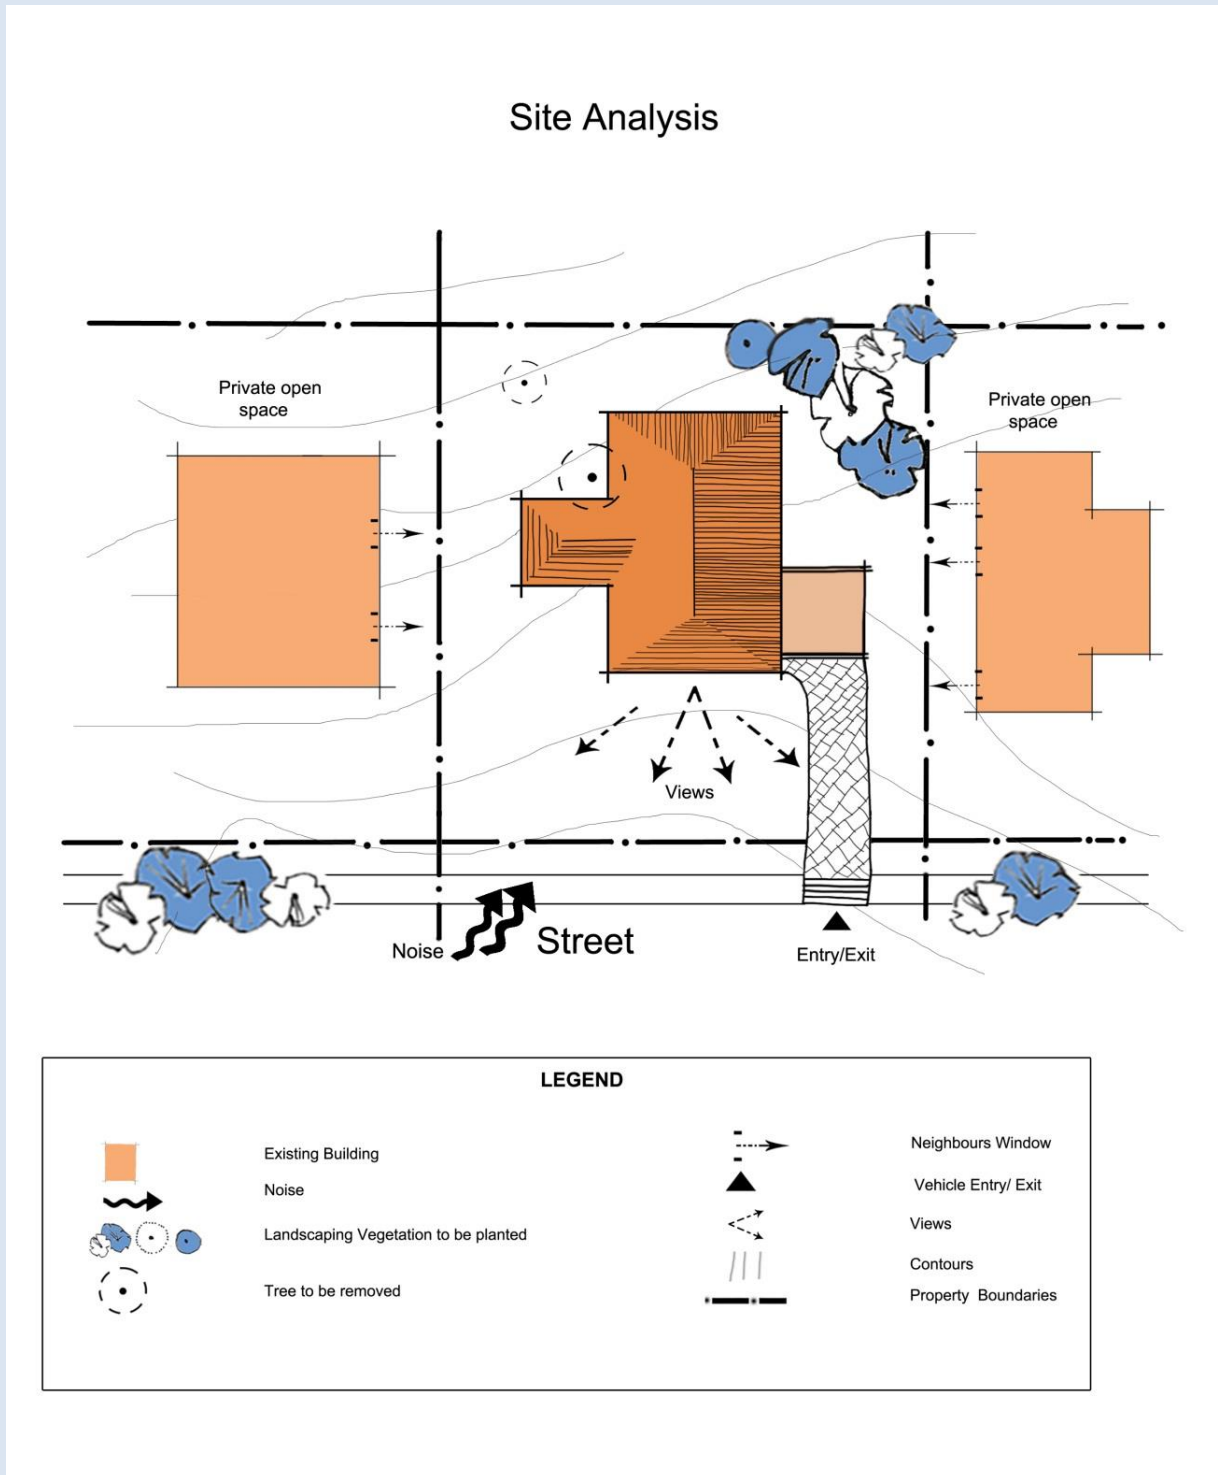 Site Analysis
Private open
space
Private open
space
Views
Noise
Street
Entry/Exit
LEGEND
Existing Building
Noise
Landscaping Vegetation to be planted
Tree to be removed
Neighbours Window
Vehicle Entry/ Exit
Views
Contours
Property Boundaries